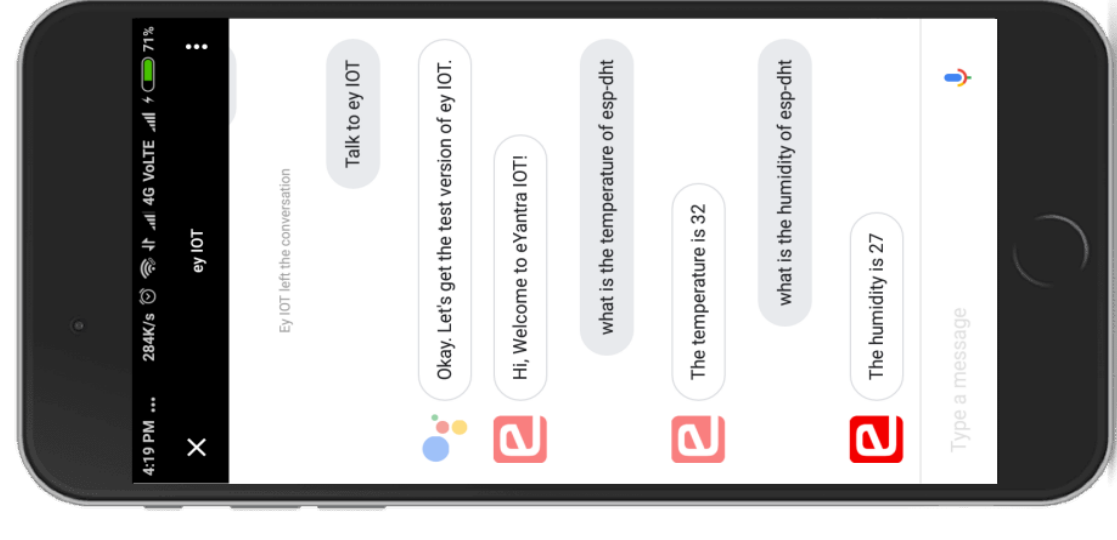 4:19 PM ... 284K/s 4G VoLTE 71%
ey IOT
Ey IOT left the conversation
Talk to ey IOT
Okay. Let's get the test version of ey IOT.
Hi, Welcome to eYantra IOT!
what is the temperature of esp-dht
The temperature is 32
what is the humidity of esp-dht
The humidity is 27
Type a message